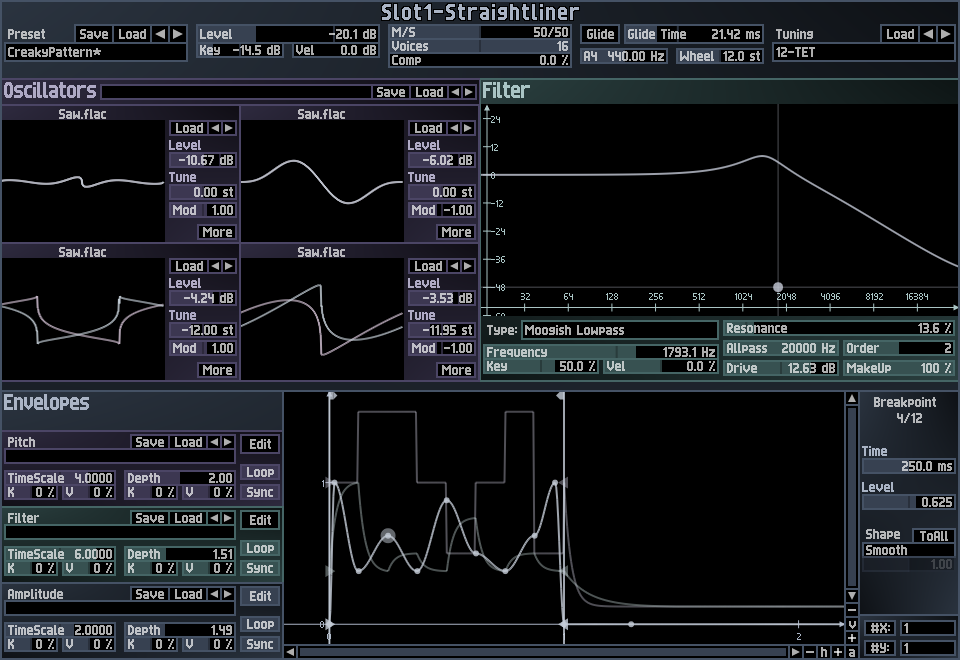 Slot1-Straightliner
Preset Save Load
CreakyPattern*
Level -20.1 dB
Key -14.5 dB Vel 0.0 dB
M/S 50/50
Voices 16
Comp 0.0 %
Glide Glide Time 21.42 ms
A4 440.00 Hz Wheel 12.0 st
Tuning Load
12-TET
Oscillators Save Load
Saw.flac
Load
Level
-10.67 dB
Tune
0.00 st
Mod 1.00
More
Saw.flac
Load
Level
-6.02 dB
Tune
0.00 st
Mod -1.00
More
Saw.flac
Load
Level
-4.24 dB
Tune
-12.00 st
Mod 1.00
More
Saw.flac
Load
Level
-3.53 dB
Tune
-11.95 st
Mod -1.00
More
Filter
24
12
0
-12
-24
-36
-48
-60
32 64 128 256 512 1024 2048 4096 8192 16384
Type: Moogish Lowpass
Frequency 1793.1 Hz
Key 50.0 % Vel 0.0 %
Resonance 13.6 %
Allpass 20000 Hz Order 2
Drive 12.63 dB MakeUp 100 %
Envelopes
Pitch Save Load Edit
TimeScale 4.0000 Depth 2.00 Loop
K 0 % V 0 % K 0 % V 0 % Sync
Filter Save Load Edit
TimeScale 6.0000 Depth 1.51 Loop
K 0 % V 0 % K 0 % V 0 % Sync
Amplitude Save Load Edit
TimeScale 2.0000 Depth 1.49 Loop
K 0 % V 0 % K 0 % V 0 % Sync
1
0
0 2
- v +
- h + a
Breakpoint
4/12
Time
250.0 ms
Level
0.625
Shape ToAll
Smooth
1.00
#X: 1
#Y: 1